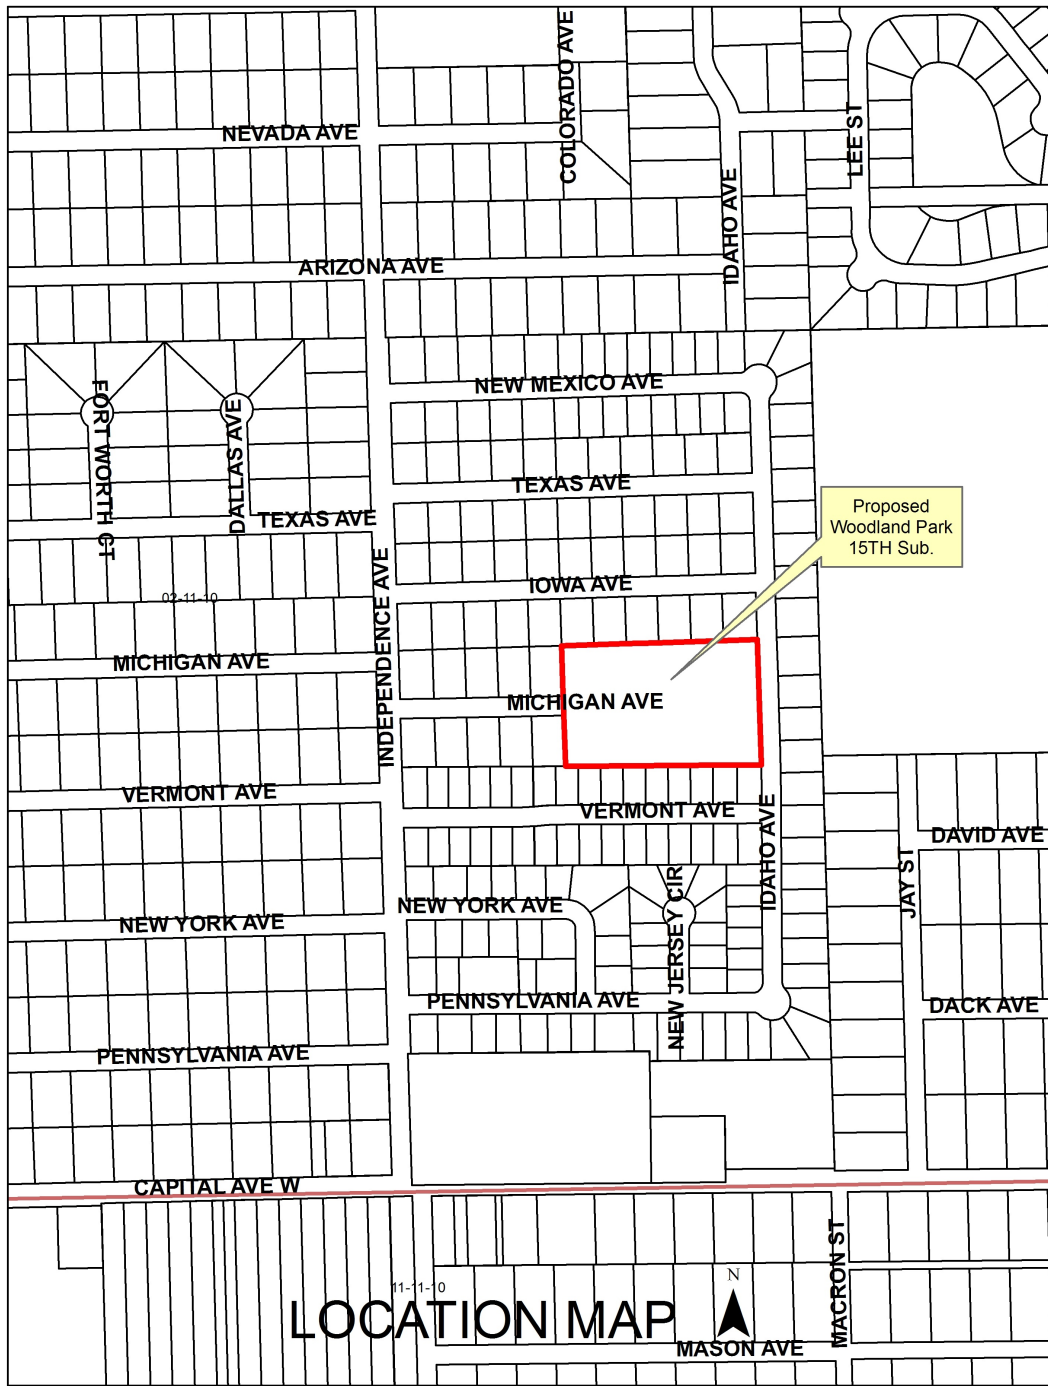 COLORADO AVE
NEVADA AVE
LEE ST
IDAHO AVE
ARIZONA AVE
NEW MEXICO AVE
FORT WORTH CT
DALLAS AVE
TEXAS AVE
TEXAS AVE
Proposed
Woodland Park
15TH Sub.
INDEPENDENCE AVE
IOWA AVE
02-11-10
MICHIGAN AVE
MICHIGAN AVE
VERMONT AVE
VERMONT AVE
IDAHO AVE
DAVID AVE
JAY ST
NEW JERSEY CIR
NEW YORK AVE
NEW YORK AVE
PENNSYLVANIA AVE
DACK AVE
PENNSYLVANIA AVE
CAPITAL AVE W
MACRON ST
N
11-11-10
LOCATION MAP
MASON AVE